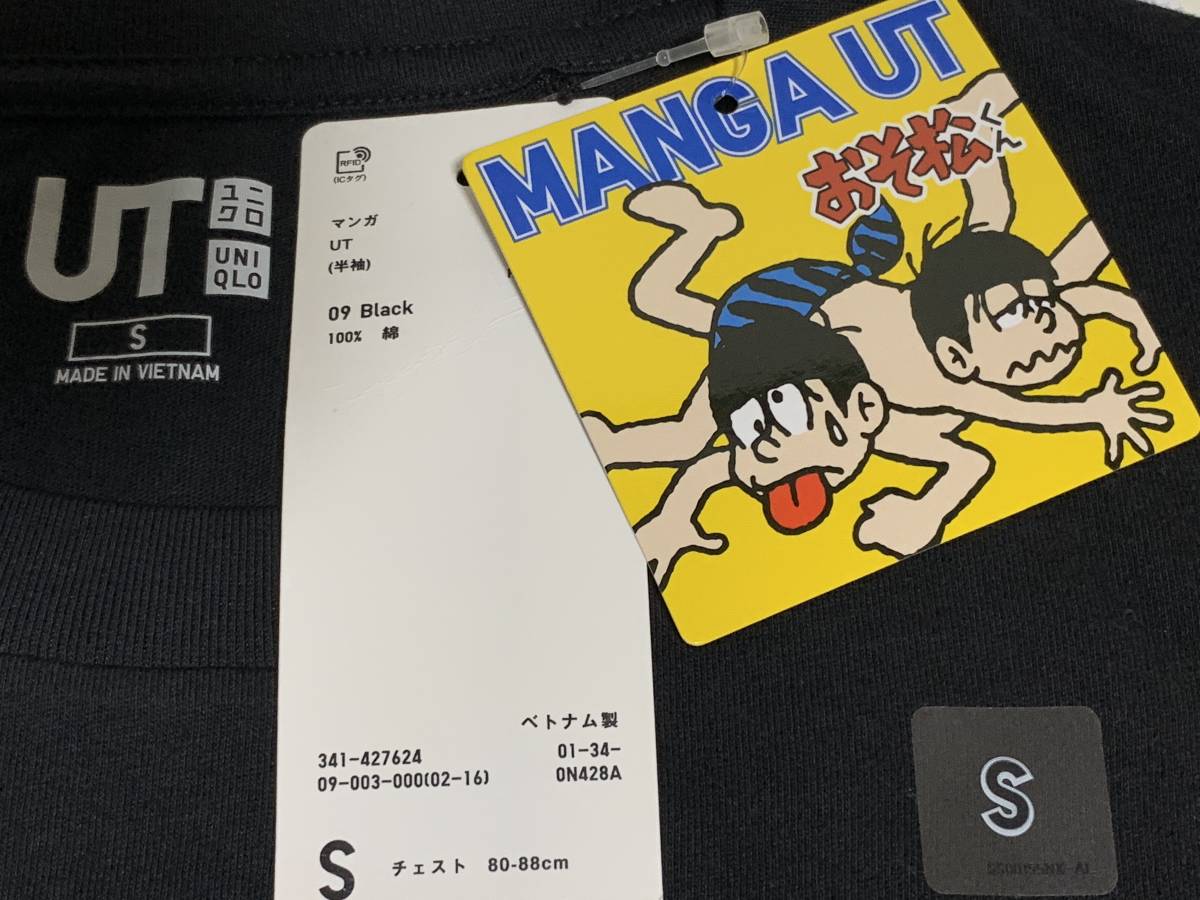 UT
ユニ
クロ
UNI
QLO
S
MADE IN VIETNAM
RFID
(ICタグ)
マンガ
UT
(半袖)
09 Black
100% 綿
ベトナム製
341-427624
01-34-
09-003-000(02-16)
0N428A
S
チェスト 80-88cm
MANGA UT
おそ松くん
S